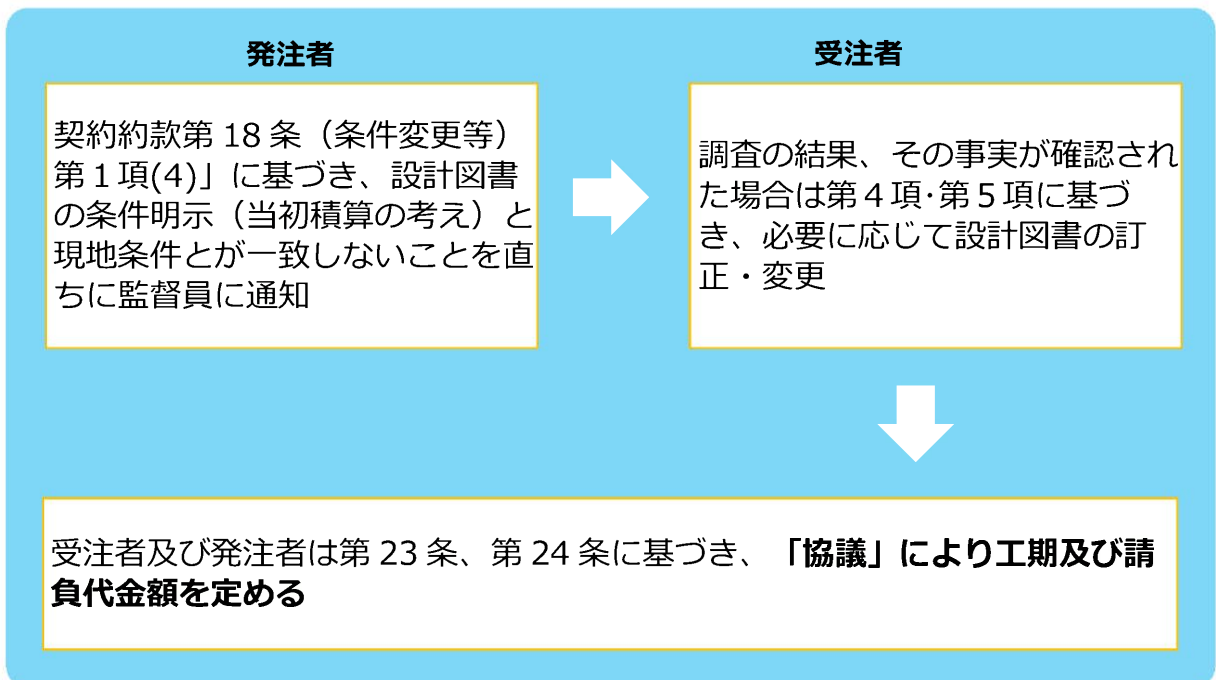 発注者
契約約款第 18 条（条件変更等）
第１項(4)」に基づき、設計図書
の条件明示（当初積算の考え）と
現地条件とが一致しないことを直
ちに監督員に通知
受注者
調査の結果、その事実が確認され
た場合は第４項･第５項に基づ
き、必要に応じて設計図書の訂
正・変更
受注者及び発注者は第 23 条、第 24 条に基づき、「協議」により工期及び請
負代金額を定める